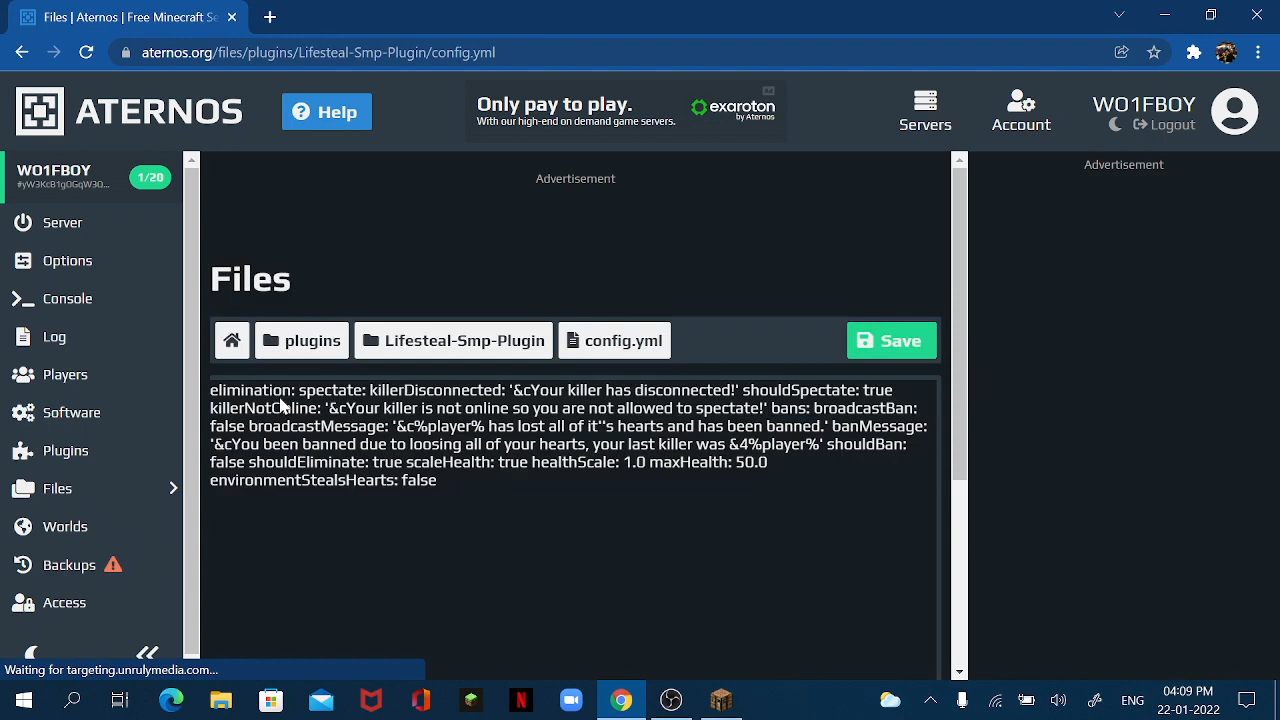 Files | Aternos | Free Minecraft Se
aternos.org/files/plugins/Lifesteal-Smp-Plugin/config.yml
ATERNOS
? Help
Only pay to play.
With our high-end on demand game servers.
Ad
exaroton
by Aternos
Servers
Account
WO1FBOY
Logout
WO1FBOY
1/20
Server
Options
Console
Log
Players
Software
Plugins
Files
Worlds
Backups
Access
Advertisement
Advertisement
Files
plugins
Lifesteal-Smp-Plugin
config.yml
Save
elimination: spectate: killerDisconnected: '&cYour killer has disconnected!' shouldSpectate: true
killerNotOnline: '&cYour killer is not online so you are not allowed to spectate!' bans: broadcastBan:
false broadcastMessage: '&c%player% has lost all of it''s hearts and has been banned.' banMessage:
'&cYou been banned due to loosing all of your hearts, your last killer was &4%player%' shouldBan:
false shouldEliminate: true scaleHealth: true healthScale: 1.0 maxHealth: 50.0
environmentStealsHearts: false
Waiting for targeting.unrulymedia.com...
ENG
04:09 PM
22-01-2022